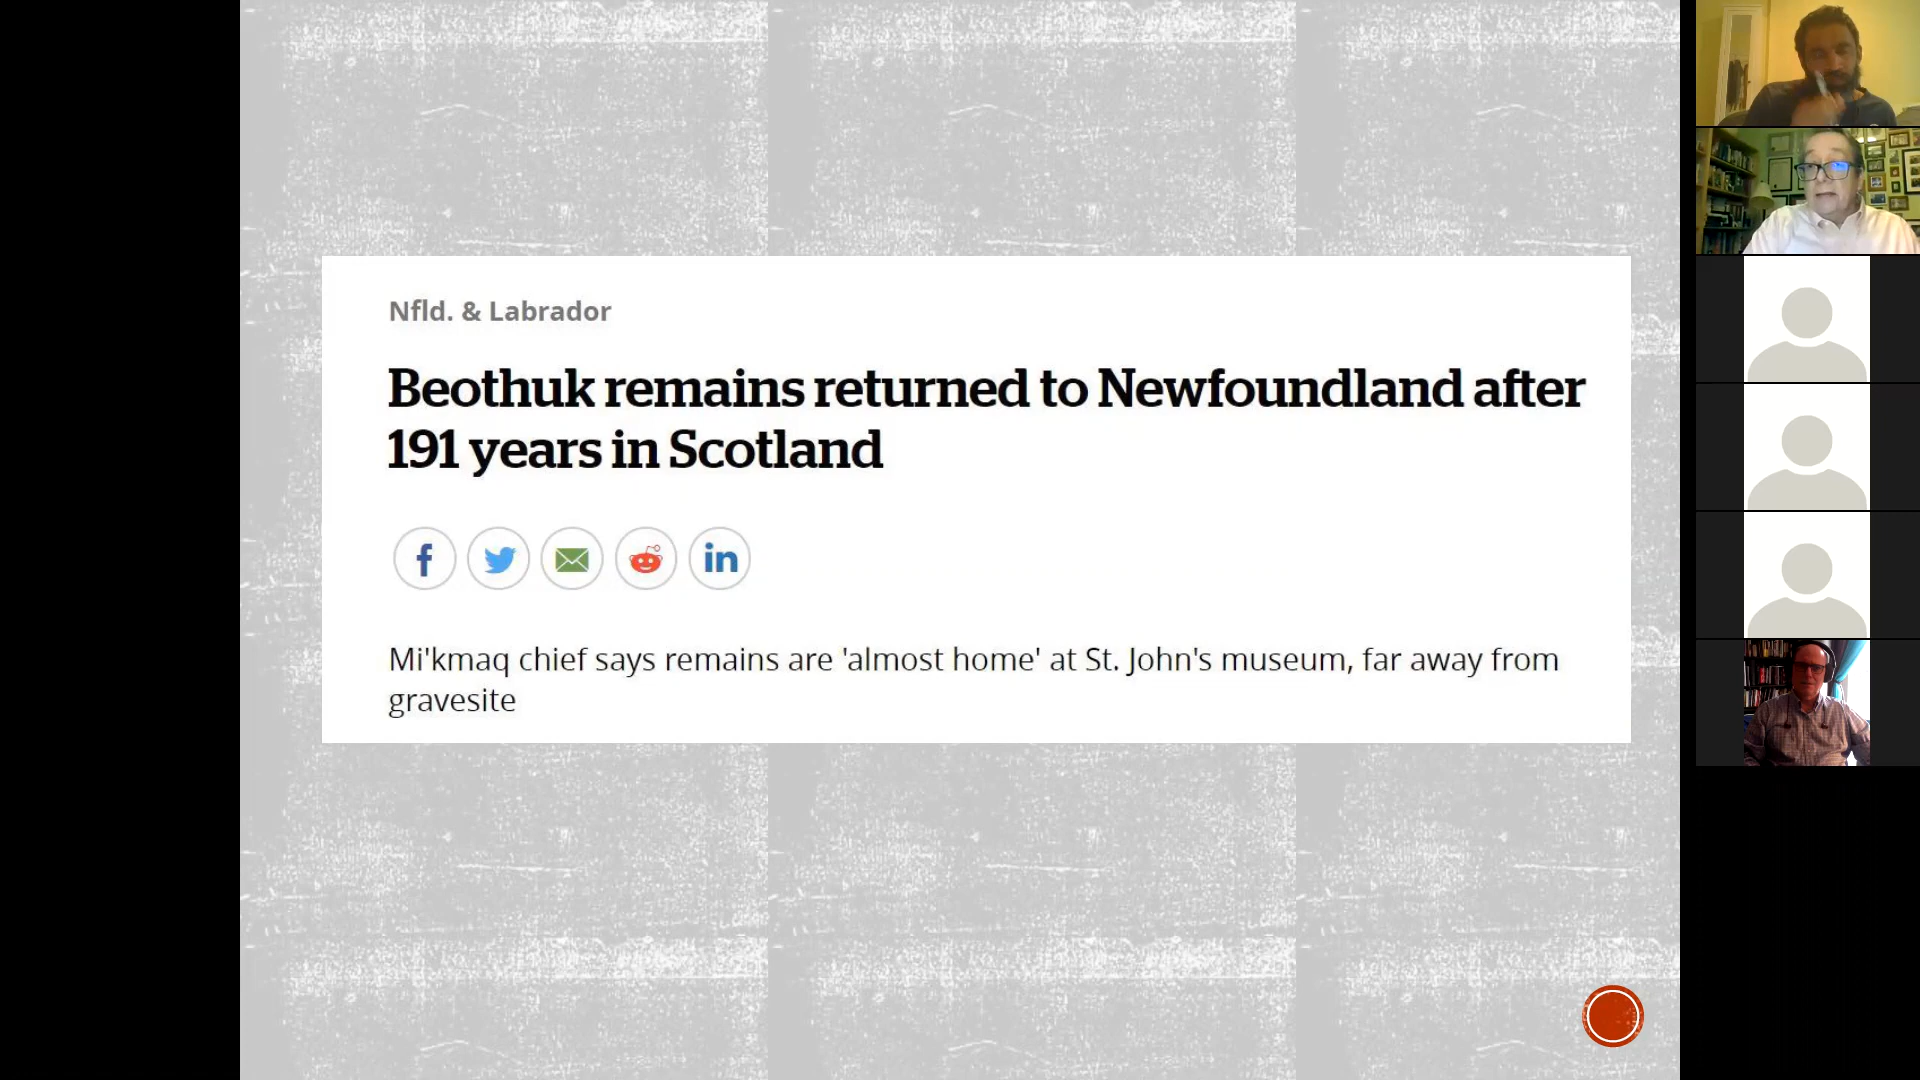 Nfld. & Labrador
Beothuk remains returned to Newfoundland after
191 years in Scotland
Mi'kmaq chief says remains are 'almost home' at St. John's museum, far away from
gravesite